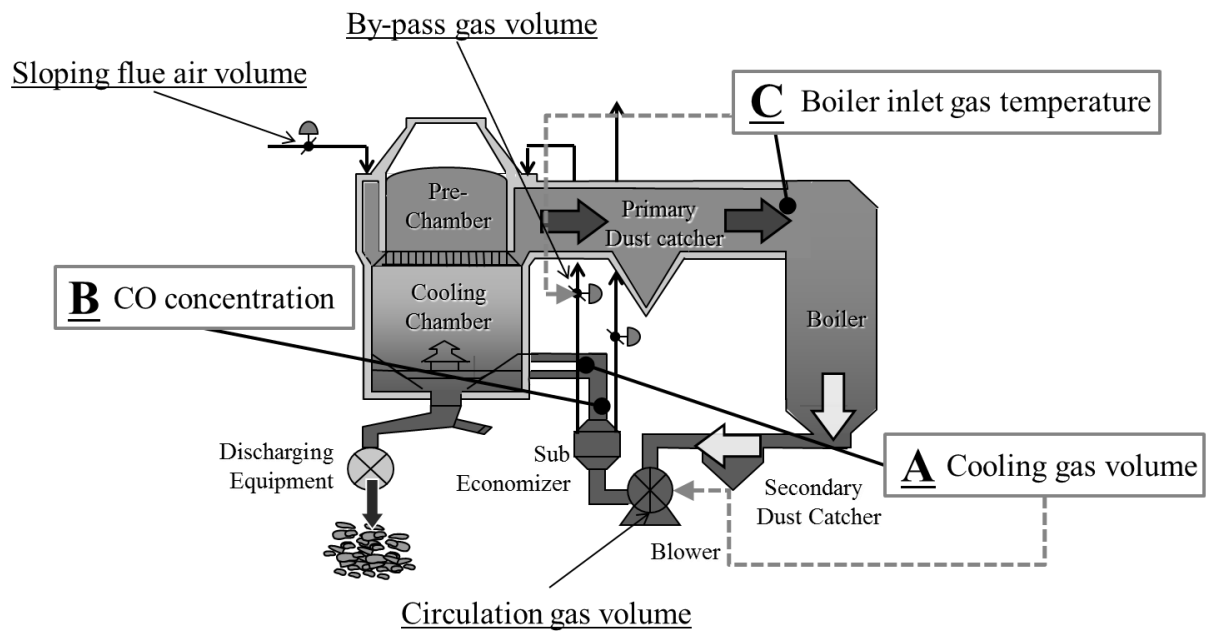 By-pass gas volume
Sloping flue air volume
C Boiler inlet gas temperature
Pre-
Chamber
Primary
Dust catcher
B CO concentration
Cooling
Chamber
Boiler
Discharging
Equipment
Sub
Economizer
A Cooling gas volume
Secondary
Dust Catcher
Blower
Circulation gas volume